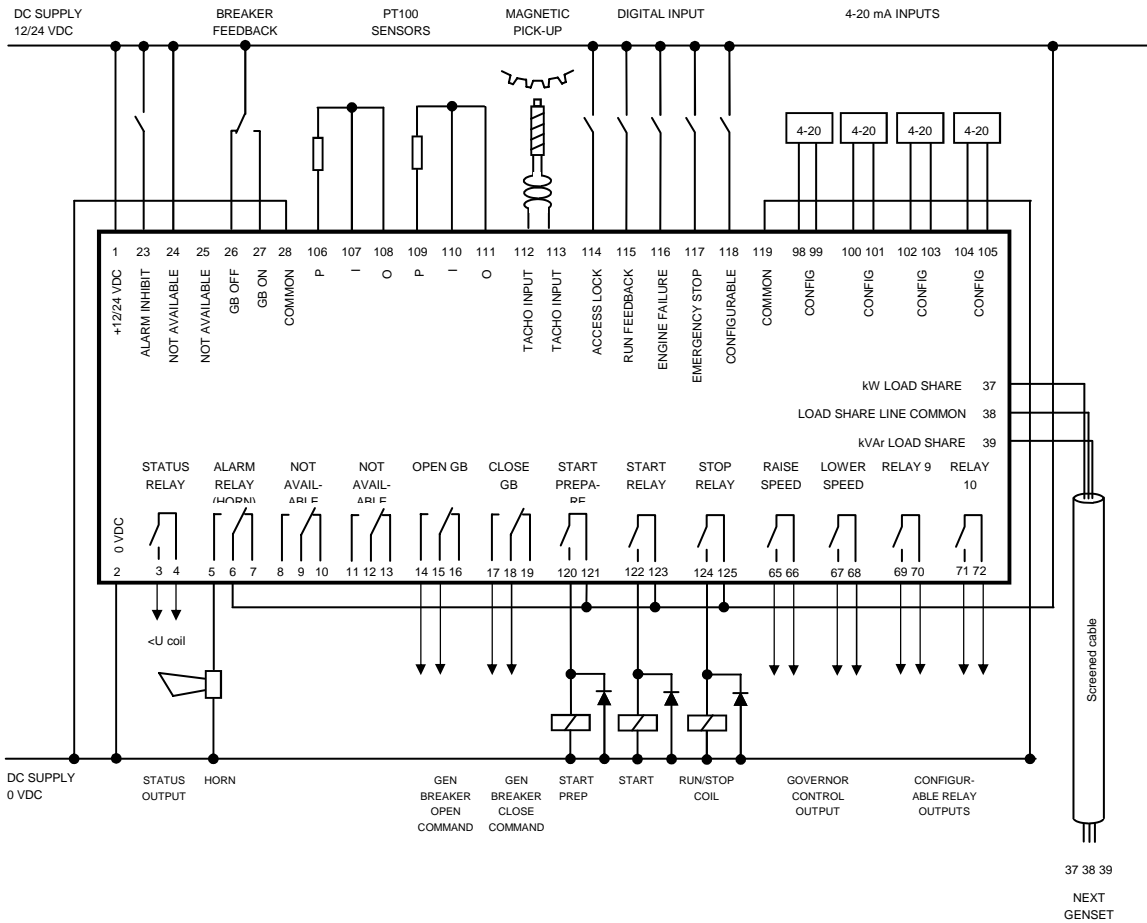 DC SUPPLY
12/24 VDC
BREAKER
FEEDBACK
PT100
SENSORS
MAGNETIC
PICK-UP
DIGITAL INPUT
4-20 mA INPUTS
4-20 4-20 4-20 4-20
1 23 24 25 26 27 28 106 107 108 109 110 111 112 113 114 115 116 117 118 119 98 99 100 101 102 103 104 105
+12/24 VDC
ALARM INHIBIT
NOT AVAILABLE
NOT AVAILABLE
GB OFF
GB ON
COMMON
P
I
O
P
I
O
TACHO INPUT
TACHO INPUT
ACCESS LOCK
RUN FEEDBACK
ENGINE FAILURE
EMERGENCY STOP
CONFIGURABLE
COMMON
CONFIG
CONFIG
CONFIG
CONFIG
kW LOAD SHARE 37
LOAD SHARE LINE COMMON 38
kVAr LOAD SHARE 39
STATUS
RELAY
ALARM
RELAY
(HORN)
NOT
AVAIL-
ABLE
NOT
AVAIL-
ABLE
OPEN GB
CLOSE
GB
START
PREPA-
RE
START
RELAY
STOP
RELAY
RAISE
SPEED
LOWER
SPEED
RELAY 9
RELAY
10
0 VDC
2 3 4 5 6 7 8 9 10 11 12 13 14 15 16 17 18 19 120 121 122 123 124 125 65 66 67 68 69 70 71 72
<U coil
Screened cable
DC SUPPLY
0 VDC
STATUS
OUTPUT
HORN
GEN
BREAKER
OPEN
COMMAND
GEN
BREAKER
CLOSE
COMMAND
START
PREP
START
RUN/STOP
COIL
GOVERNOR
CONTROL
OUTPUT
CONFIGUR-
ABLE RELAY
OUTPUTS
37 38 39
NEXT
GENSET